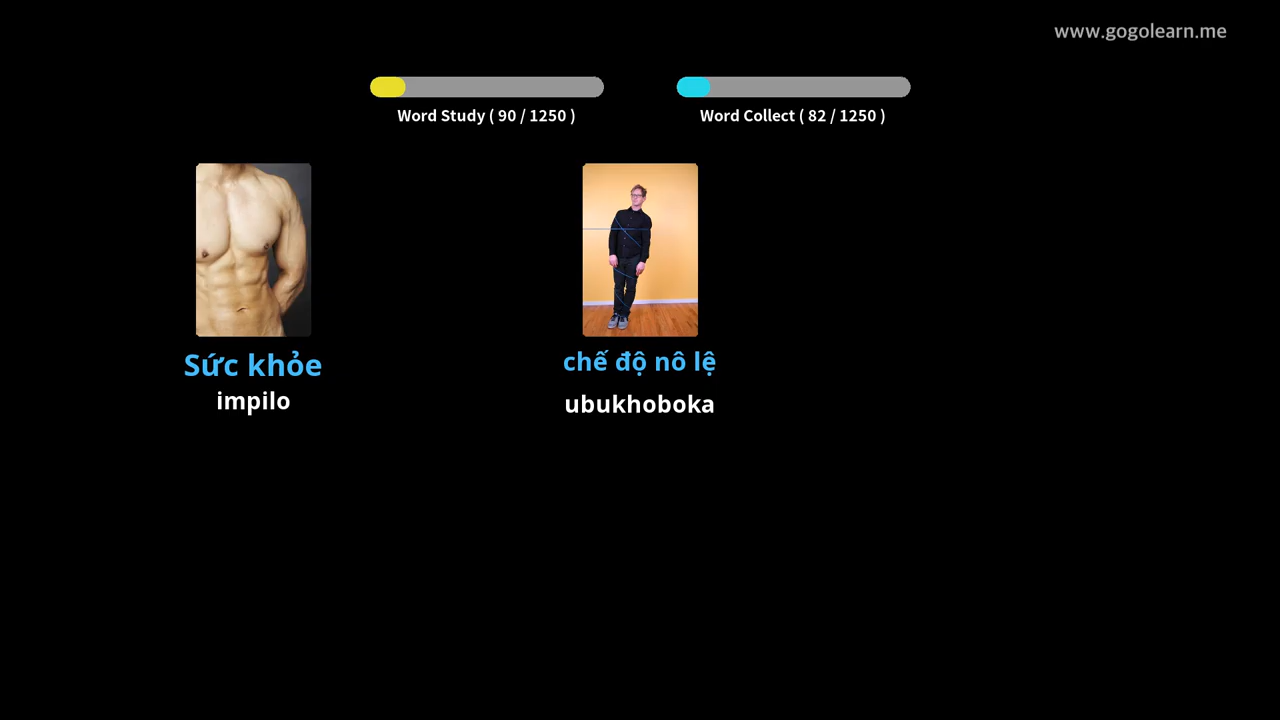 www.gogolearn.me
Word Study ( 90 / 1250 )
Word Collect ( 82 / 1250 )
Sức khỏe
impilo
chế độ nô lệ
ubukhoboka